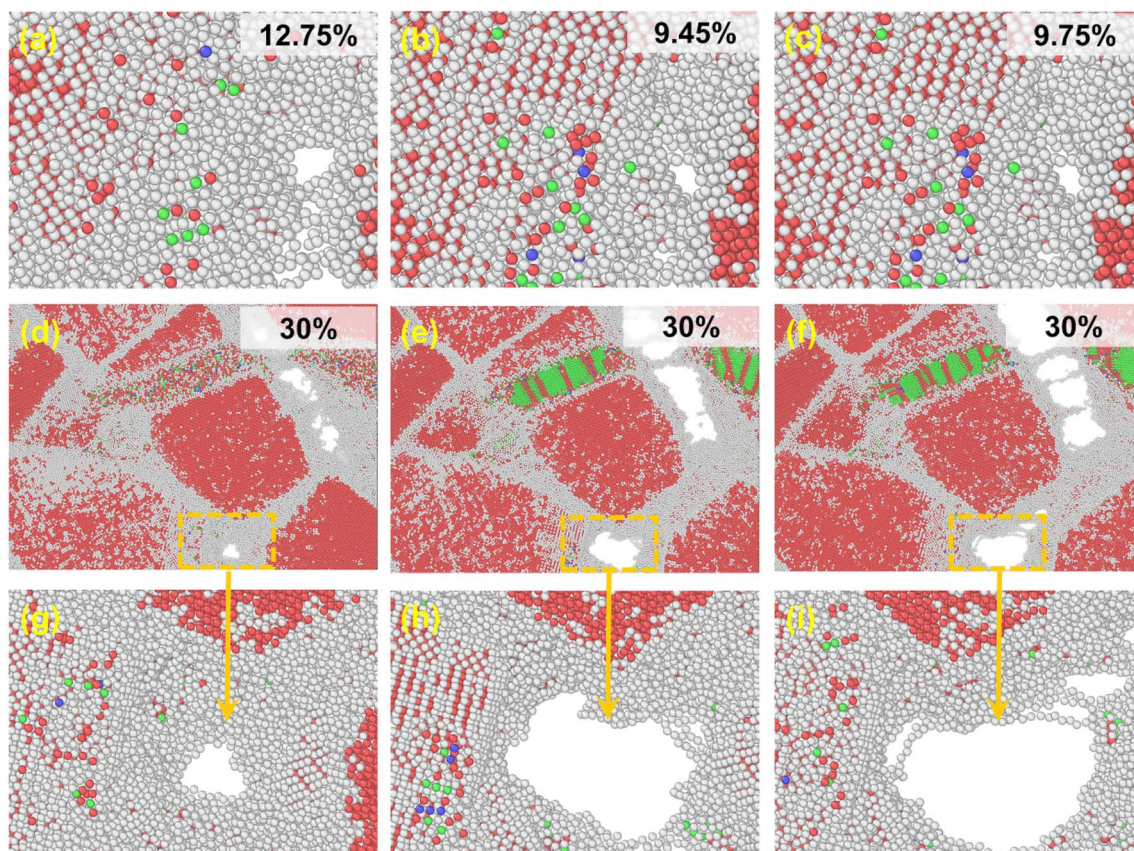 (a) 12.75%
(b) 9.45%
(c) 9.75%
(d) 30%
(e) 30%
(f) 30%
(g)
(h)
(i)